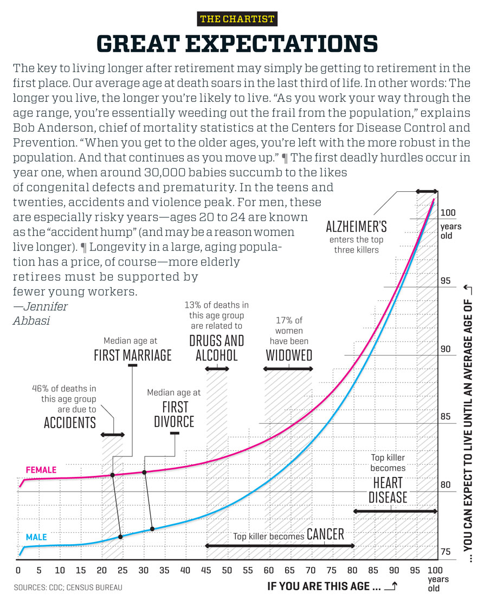 THE CHARTIST
GREAT EXPECTATIONS
The key to living longer after retirement may simply be getting to retirement in the
first place. Our average age at death soars in the last third of life. In other words: The
longer you live, the longer you're likely to live. “As you work your way through the
age range, you're essentially weeding out the frail from the population,” explains
Bob Anderson, chief of mortality statistics at the Centers for Disease Control and
Prevention. “When you get to the older ages, you're left with the more robust in the
population. And that continues as you move up.” ¶ The first deadly hurdles occur in
year one, when around 30,000 babies succumb to the likes
of congenital defects and prematurity. In the teens and
twenties, accidents and violence peak. For men, these
are especially risky years—ages 20 to 24 are known
as the “accident hump” (and may be a reason women
live longer). ¶ Longevity in a large, aging popula-
tion has a price, of course—more elderly
retirees must be supported by
fewer young workers.
—Jennifer
Abbasi
ALZHEIMER'S
enters the top
three killers
13% of deaths in
this age group
are related to
DRUGS AND
ALCOHOL
17% of
women
have been
WIDOWED
Median age at
FIRST MARRIAGE
46% of deaths in
this age group
are due to
ACCIDENTS
Median age at
FIRST
DIVORCE
Top killer
becomes
HEART
DISEASE
Top killer becomes CANCER
FEMALE
MALE
100
years
old
95
90
85
80
75
... YOU CAN EXPECT TO LIVE UNTIL AN AVERAGE AGE OF ...
0 5 10 15 20 25 30 35 40 45 50 55 60 65 70 75 80 85 90 95 100
years
old
SOURCES: CDC; CENSUS BUREAU
IF YOU ARE THIS AGE ...